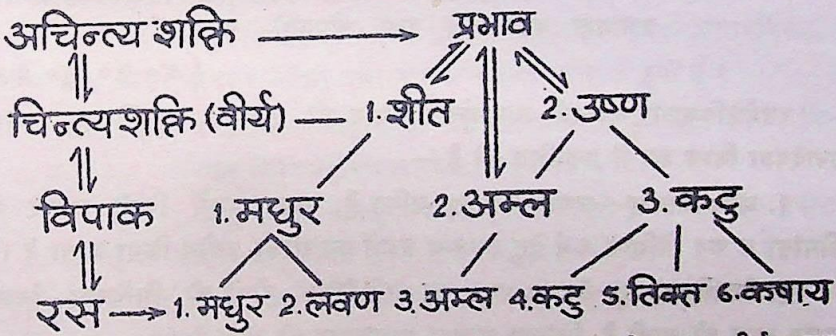 अचिन्त्य शक्ति प्रभाव
चिन्त्य शक्ति (वीर्य) 1. शीत 2. उष्ण
विपाक 1. मधुर 2. अम्ल 3. कटु
रस 1. मधुर 2. लवण 3. अम्ल 4. कटु 5. तिक्त 6. कषाय